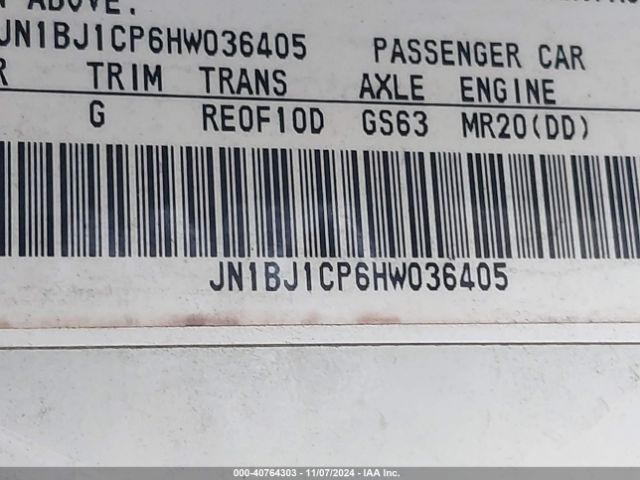 ABOVE.
JN1BJ1CP6HW036405 PASSENGER CAR
R TRIM TRANS AXLE ENGINE
G RE0F10D GS63 MR20(DD)
JN1BJ1CP6HW036405
000-40764303 - 11/07/2024 - IAA Inc.